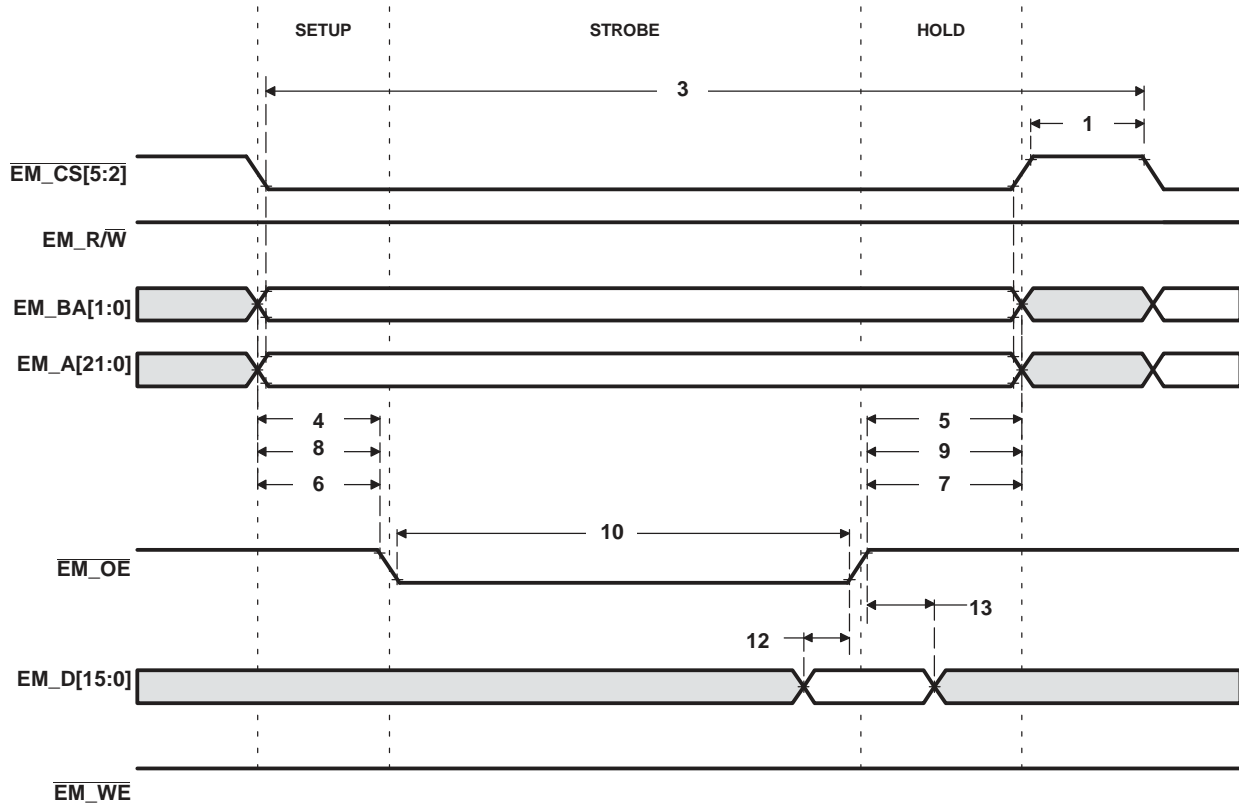 SETUP STROBE HOLD
3
1
EM_CS[5:2]
EM_R/W
EM_BA[1:0]
EM_A[21:0]
4 5
8 9
6 7
10
EM_OE
13
12
EM_D[15:0]
EM_WE